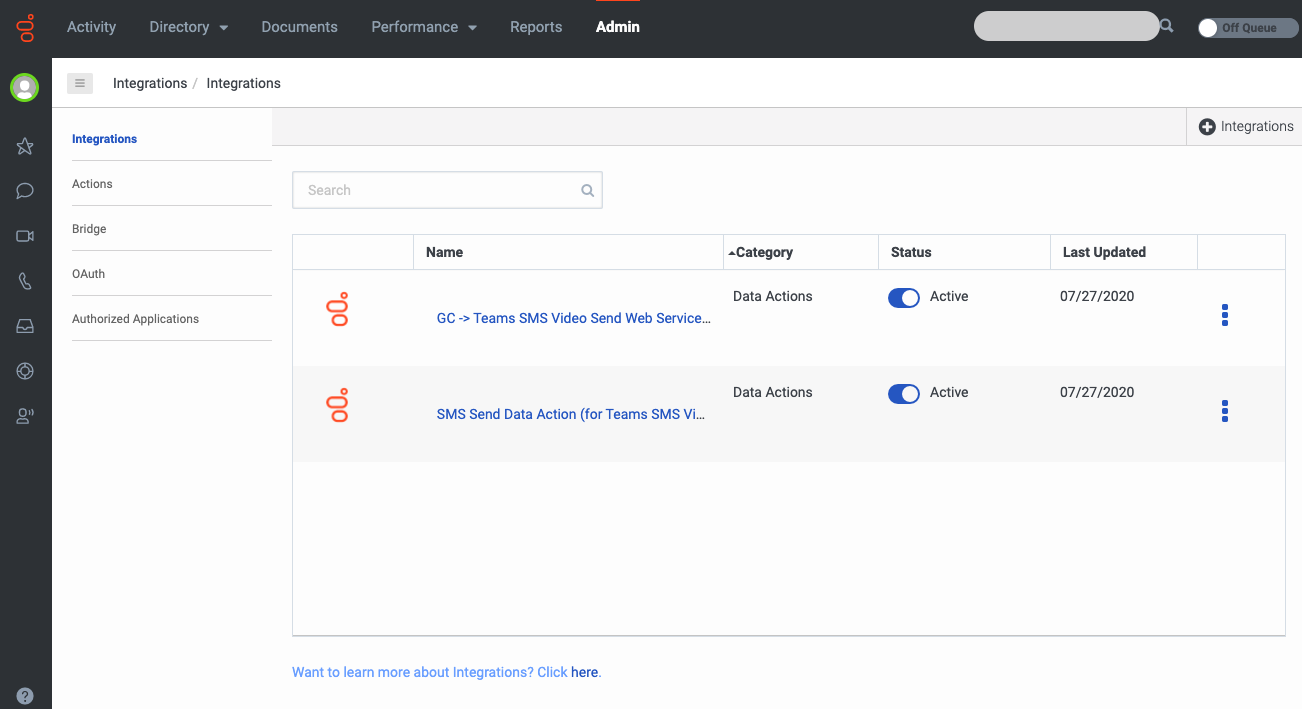 Activity Directory Documents Performance Reports Admin Off Queue
Integrations / Integrations
Integrations
Integrations
Actions
Bridge
OAuth
Authorized Applications
Search
Name Category Status Last Updated
GC -> Teams SMS Video Send Web Service... Data Actions Active 07/27/2020
SMS Send Data Action (for Teams SMS Vi... Data Actions Active 07/27/2020
Want to learn more about Integrations? Click here.
?